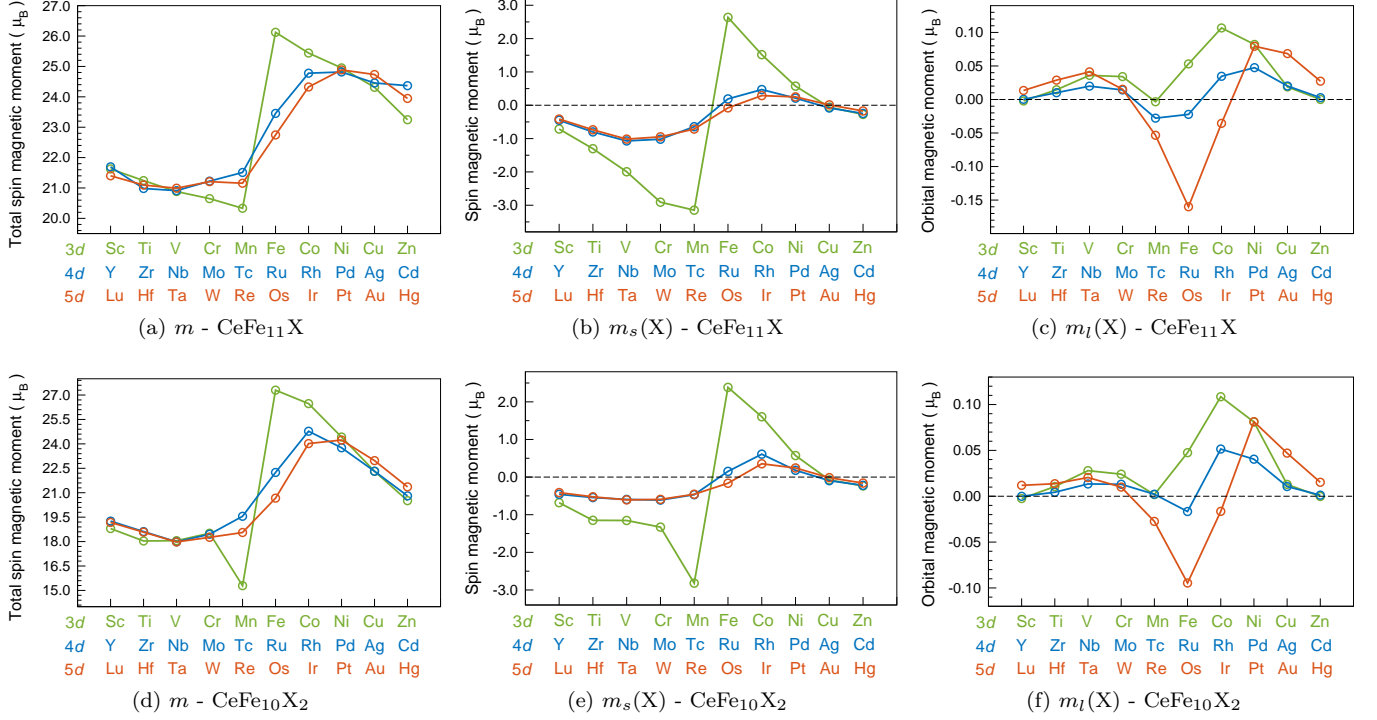 Total spin magnetic moment ( μB )
27.0
26.0
25.0
24.0
23.0
22.0
21.0
20.0
3d Sc Ti V Cr Mn Fe Co Ni Cu Zn
4d Y Zr Nb Mo Tc Ru Rh Pd Ag Cd
5d Lu Hf Ta W Re Os Ir Pt Au Hg
(a) m - CeFe11X
Spin magnetic moment ( μB )
3.0
2.0
1.0
0.0
-1.0
-2.0
-3.0
3d Sc Ti V Cr Mn Fe Co Ni Cu Zn
4d Y Zr Nb Mo Tc Ru Rh Pd Ag Cd
5d Lu Hf Ta W Re Os Ir Pt Au Hg
(b) ms(X) - CeFe11X
Orbital magnetic moment ( μB )
0.10
0.05
0.00
-0.05
-0.10
-0.15
3d Sc Ti V Cr Mn Fe Co Ni Cu Zn
4d Y Zr Nb Mo Tc Ru Rh Pd Ag Cd
5d Lu Hf Ta W Re Os Ir Pt Au Hg
(c) ml(X) - CeFe11X
Total spin magnetic moment ( μB )
27.0
25.5
24.0
22.5
21.0
19.5
18.0
16.5
15.0
3d Sc Ti V Cr Mn Fe Co Ni Cu Zn
4d Y Zr Nb Mo Tc Ru Rh Pd Ag Cd
5d Lu Hf Ta W Re Os Ir Pt Au Hg
(d) m - CeFe10X2
Spin magnetic moment ( μB )
2.0
1.0
0.0
-1.0
-2.0
-3.0
3d Sc Ti V Cr Mn Fe Co Ni Cu Zn
4d Y Zr Nb Mo Tc Ru Rh Pd Ag Cd
5d Lu Hf Ta W Re Os Ir Pt Au Hg
(e) ms(X) - CeFe10X2
Orbital magnetic moment ( μB )
0.10
0.05
0.00
-0.05
-0.10
3d Sc Ti V Cr Mn Fe Co Ni Cu Zn
4d Y Zr Nb Mo Tc Ru Rh Pd Ag Cd
5d Lu Hf Ta W Re Os Ir Pt Au Hg
(f) ml(X) - CeFe10X2